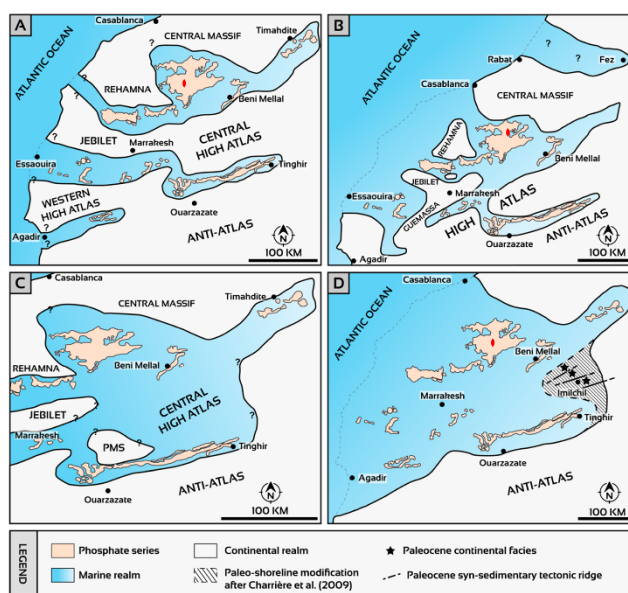 A
Casablanca
Timahdite
ATLANTIC OCEAN
CENTRAL MASSIF
?
?
REHAMNA
Beni Mellal
?
JEBILET
Marrakesh
CENTRAL
HIGH ATLAS
?
Essaouira
?
Tinghir
WESTERN
HIGH ATLAS
Ouarzazate
?
Agadir
ANTI-ATLAS
N
100 KM
B
ATLANTIC OCEAN
?
?
Rabat
Fez
?
Casablanca
CENTRAL MASSIF
REHAMNA
Beni Mellal
JEBILET
Essaouira
Marrakesh
GUEMASSA
HIGH
ATLAS
Agadir
Ouarzazate
ANTI-ATLAS
N
100 KM
C
Casablanca
CENTRAL MASSIF
Timahdite
?
?
REHAMNA
Beni Mellal
?
CENTRAL
HIGH ATLAS
?
JEBILET
?
Marrakesh
PMS
?
?
Tinghir
Ouarzazate
ANTI-ATLAS
N
100 KM
D
Casablanca
ATLANTIC OCEAN
Beni Mellal
Marrakesh
Imilchil
Tinghir
Ouarzazate
Agadir
ANTI-ATLAS
N
100 KM
LEGEND
Phosphate series
Continental realm
Paleocene continental facies
Marine realm
Paleo-shoreline modification
after Charrière et al. (2009)
Paleocene syn-sedimentary tectonic ridge